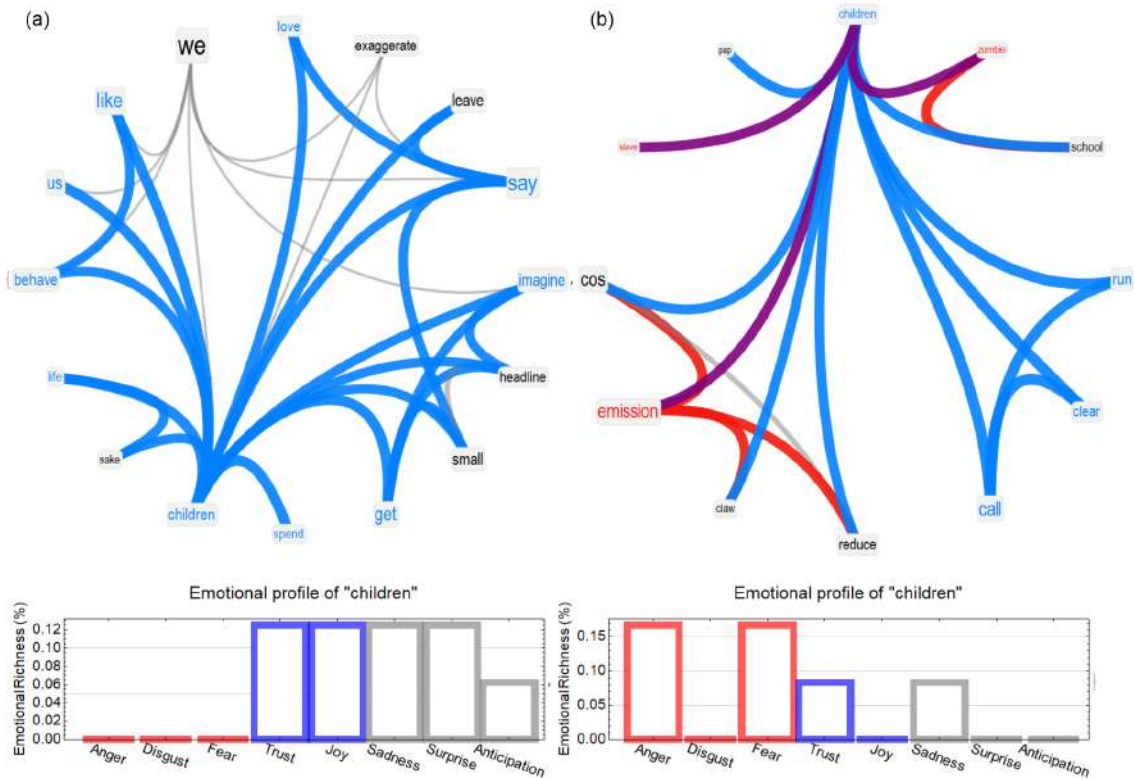 (a)
we
love
exaggerate
like
leave
us
say
behave
imagine
life
headline
sake
small
children
get
spend
(b)
children
pap
zombie
slave
school
cos
run
emission
clear
claw
call
reduce
Emotional profile of "children"
Emotional Richness (%)
0.12
0.10
0.08
0.06
0.04
0.02
0.00
Anger Disgust Fear Trust Joy Sadness Surprise Anticipation
Emotional profile of "children"
Emotional Richness (%)
0.15
0.10
0.05
0.00
Anger Disgust Fear Trust Joy Sadness Surprise Anticipation